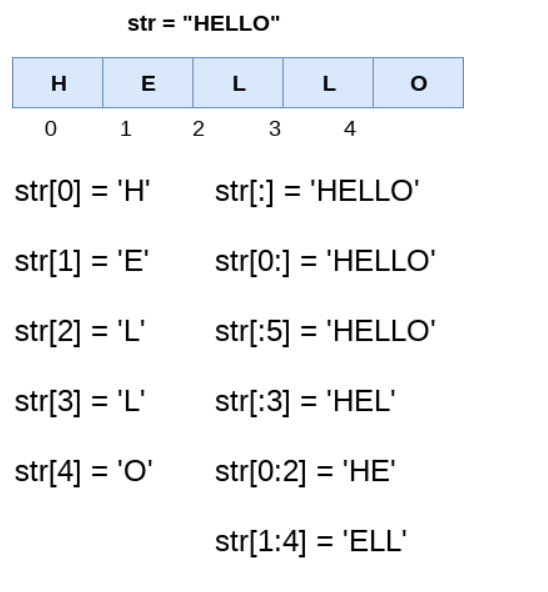 str = "HELLO"
H E L L O
0 1 2 3 4
str[0] = 'H' str[:] = 'HELLO'
str[1] = 'E' str[0:] = 'HELLO'
str[2] = 'L' str[:5] = 'HELLO'
str[3] = 'L' str[:3] = 'HEL'
str[4] = 'O' str[0:2] = 'HE'
str[1:4] = 'ELL'